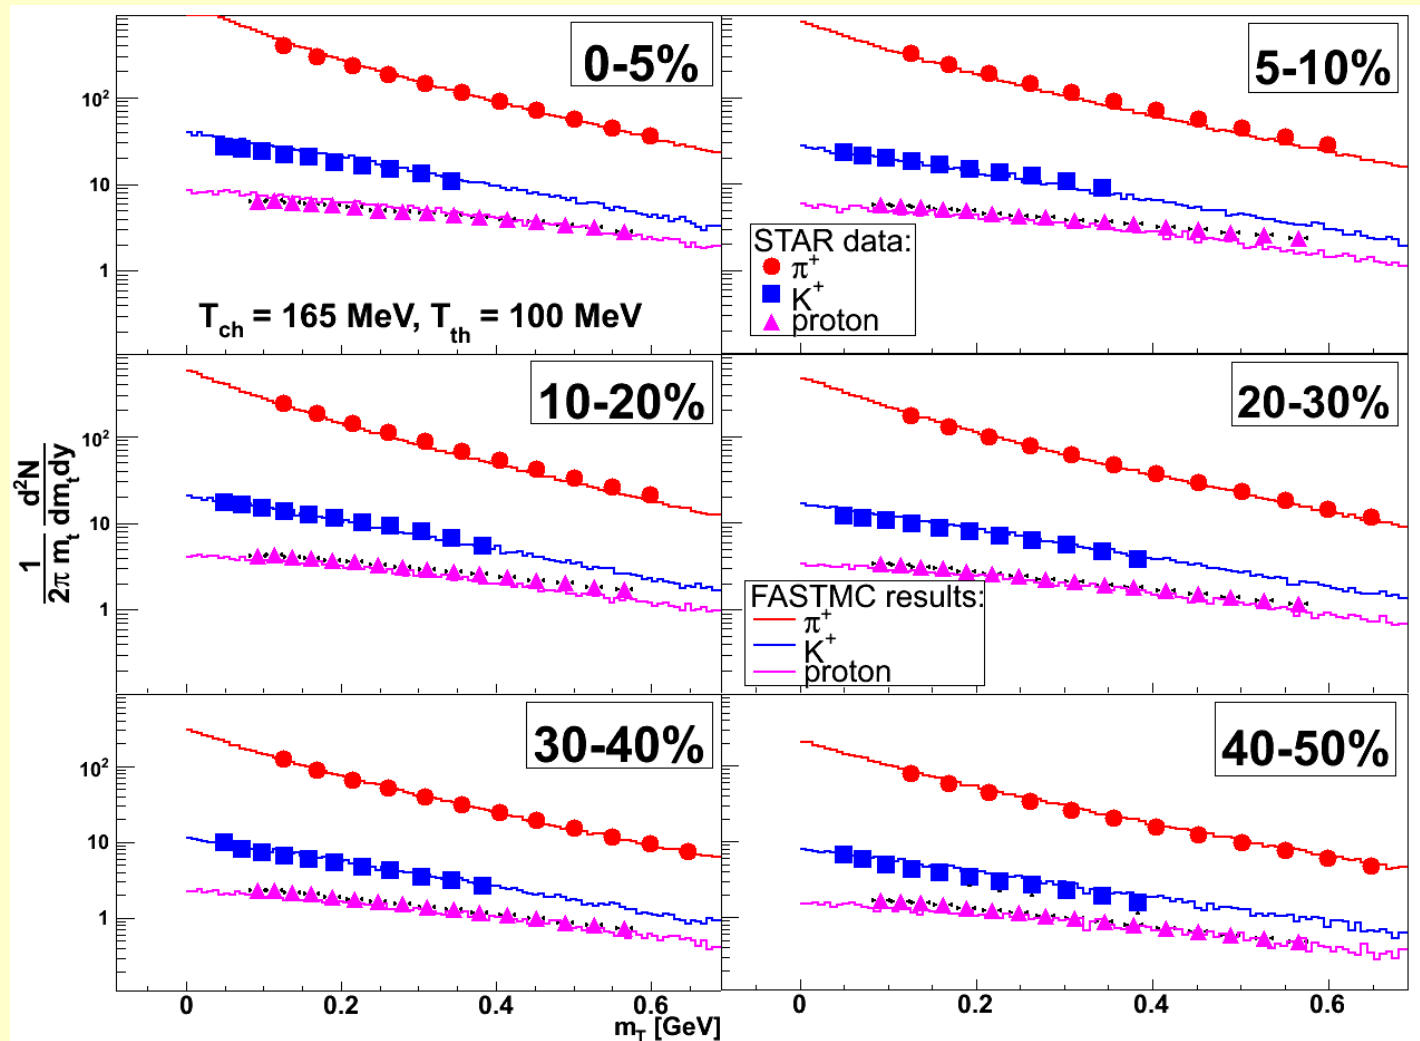 0-5%
5-10%
10²
10
1
T_ch = 165 MeV, T_th = 100 MeV
STAR data:
π⁺
K⁺
proton
10-20%
20-30%
10²
10
1
1/2π d²N/m_t dm_t dy
FASTMC results:
π⁺
K⁺
proton
30-40%
40-50%
10²
10
1
0 0.2 0.4 0.6 0 0.2 0.4 0.6
m_T [GeV]